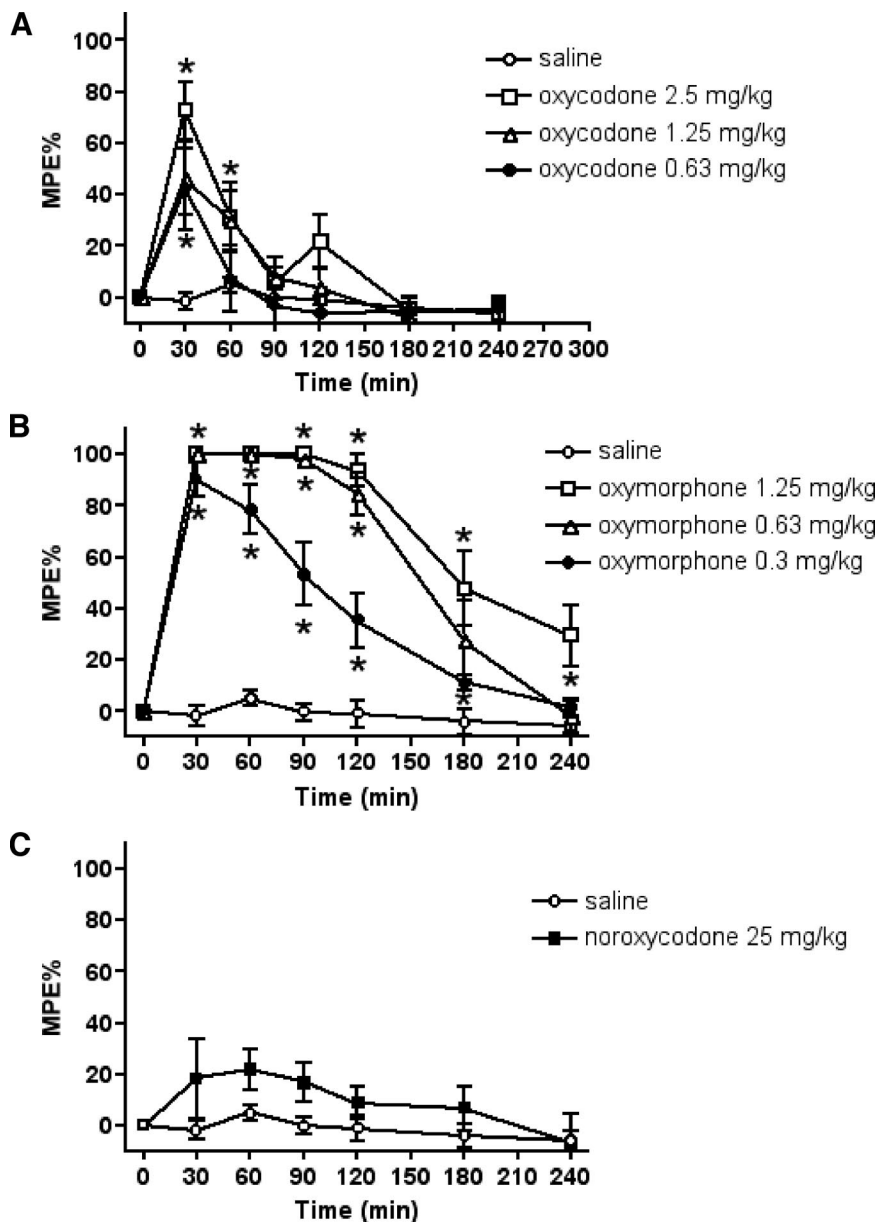 A
100
80
60
40
20
0
MPE%
*
*
*
saline
oxycodone 2.5 mg/kg
oxycodone 1.25 mg/kg
oxycodone 0.63 mg/kg
0 30 60 90 120 150 180 210 240 270 300
Time (min)
B
100
80
60
40
20
0
MPE%
* * *
* *
* *
*
*
*
*
*
*
saline
oxymorphone 1.25 mg/kg
oxymorphone 0.63 mg/kg
oxymorphone 0.3 mg/kg
0 30 60 90 120 150 180 210 240
Time (min)
C
100
80
60
40
20
0
MPE%
saline
noroxycodone 25 mg/kg
0 30 60 90 120 150 180 210 240
Time (min)